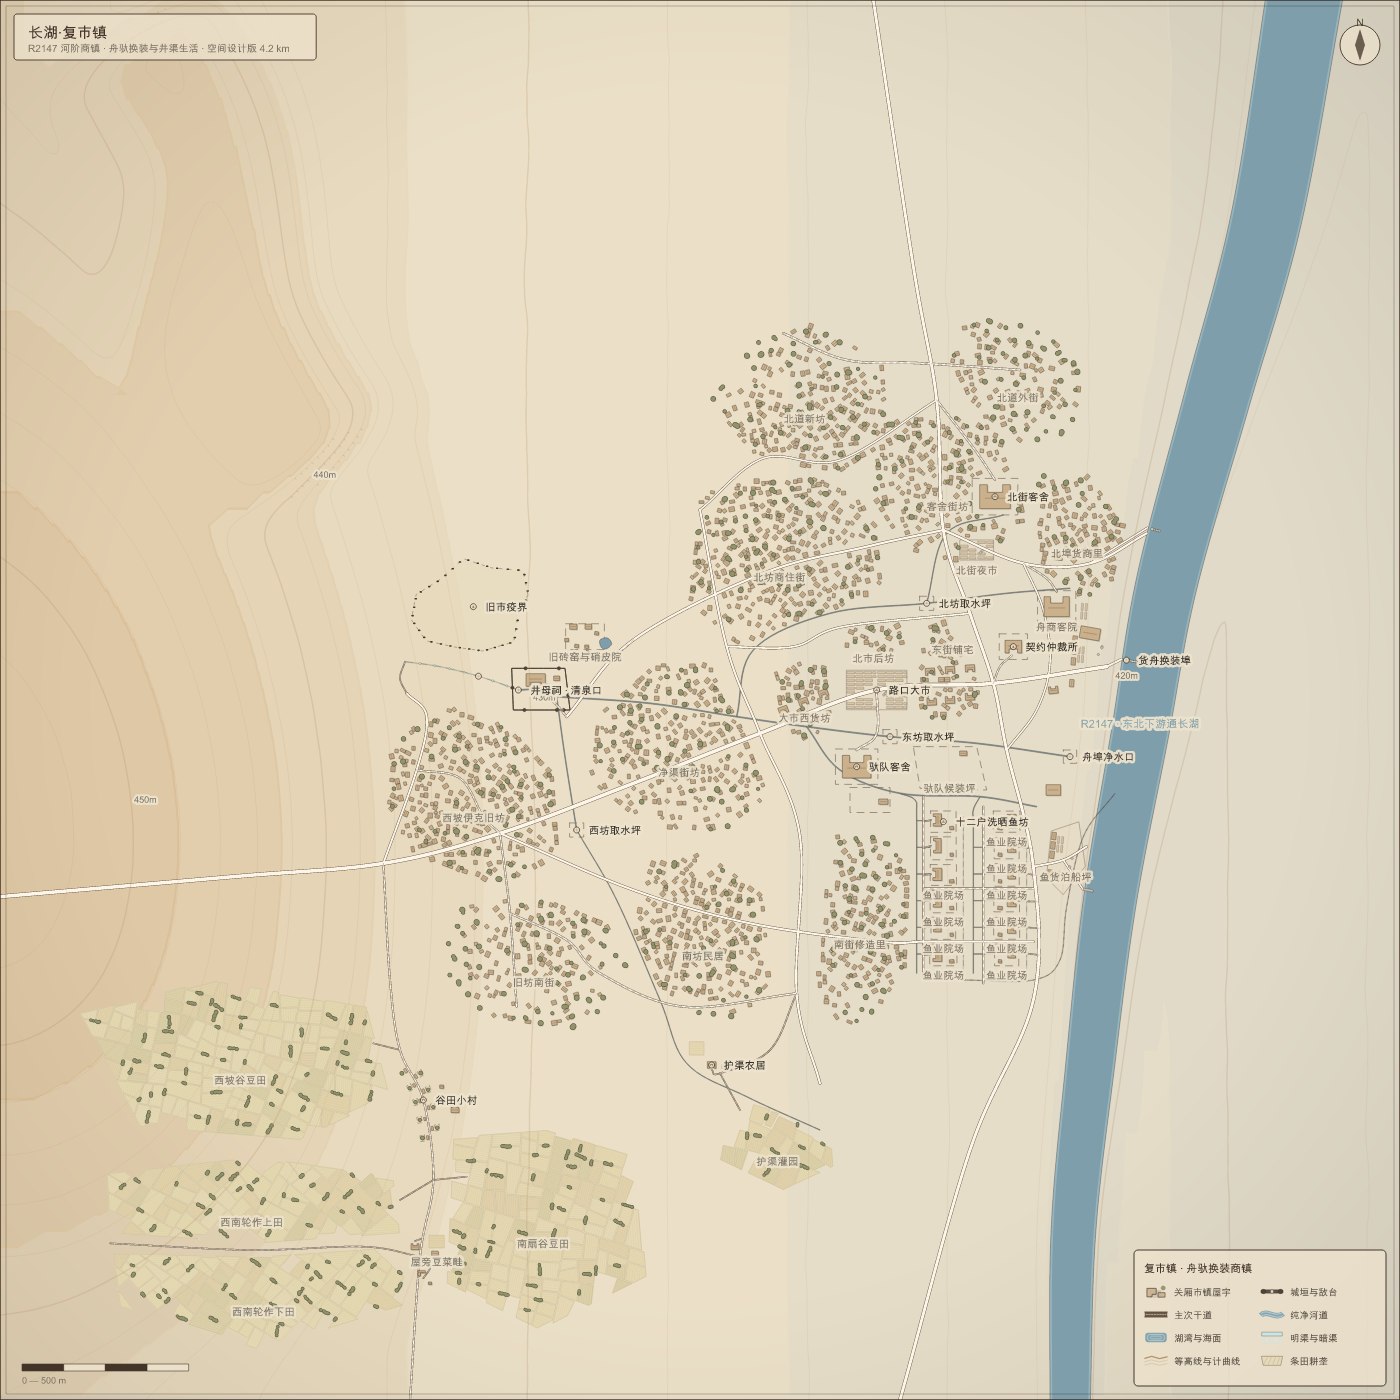 长湖·复市镇
R2147 河阶商镇 · 舟驮换装与井渠生活 · 空间设计版 4.2 km
N
北道外街
北道新坊
440m
北街客舍
客舍街坊
北埠货商里
北街夜市
北坊商住街
旧市疫界
北坊取水坪
舟商客院
契约仲裁所
东街铺宅
北市后坊
旧砖窑与硝皮院
货舟换装埠
420m
井母祠·清泉口
路口大市
大市西货坊
R2147·东北下游通长湖
东坊取水坪
舟埠净水口
驮队客舍
净渠街坊
驮队候装坪
450m
西坡伊克旧坊
西坊取水坪
十二户洗晒鱼坊
鱼业院场
鱼业院场
鱼业院场
鱼货泊船坪
鱼业院场
鱼业院场
鱼业院场
鱼业院场
南街修造里
鱼业院场
鱼业院场
南坊民居
鱼业院场
鱼业院场
旧坊南街
护渠农居
西坡谷豆田
谷田小村
护渠灌园
西南轮作上田
南扇谷豆田
屋旁豆菜畦
西南轮作下田
0 — 500 m
复市镇 · 舟驮换装商镇
关厢市镇屋宇
城垣与敌台
主次干道
纯净河道
湖湾与海面
明渠与暗渠
等高线与计曲线
条田耕垄